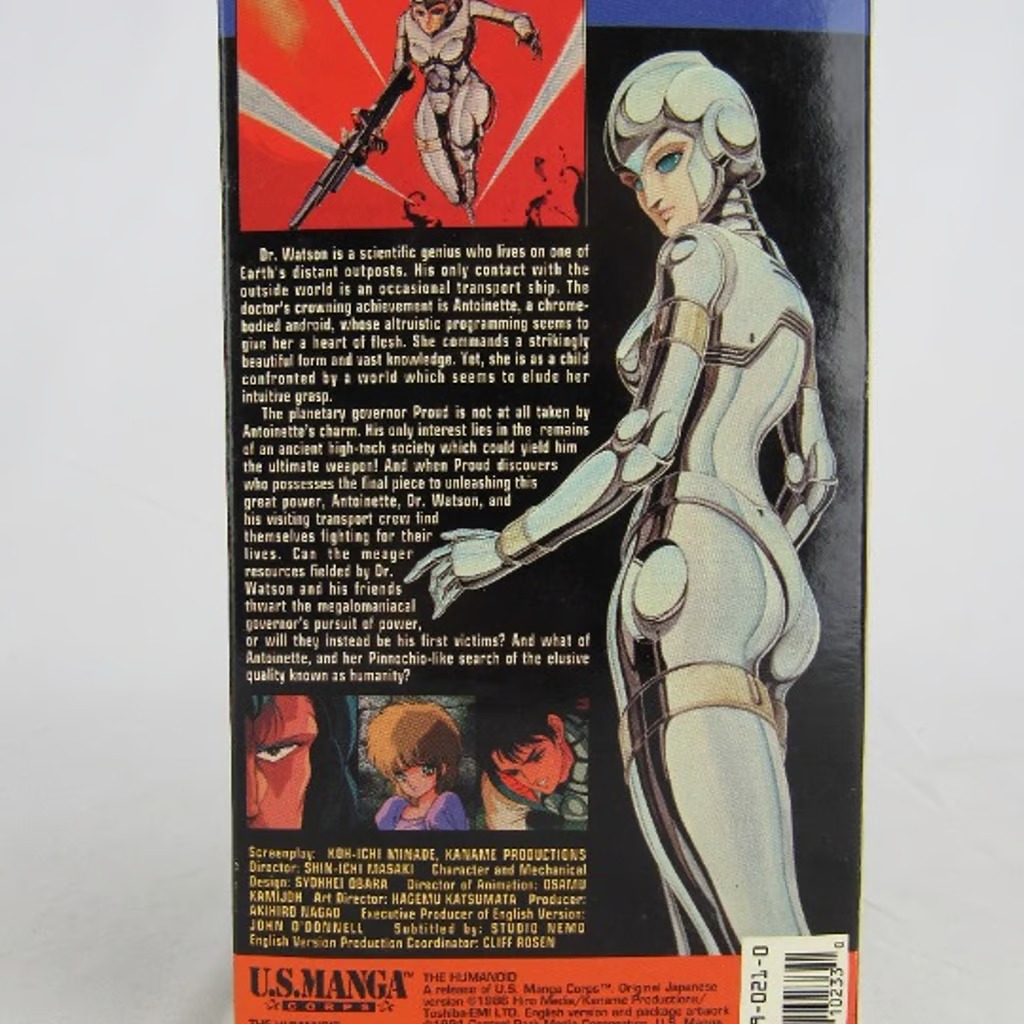 Dr. Watson is a scientific genius who lives on one of
Earth's distant outposts. His only contact with the
outside world is an occasional transport ship. The
doctor's crowning achievement is Antoinette, a chrome-
bodied android, whose altruistic programming seems to
give her a heart of flesh. She commands a strikingly
beautiful form and vast knowledge. Yet, she is as a child
confronted by a world which seems to elude her
intuitive grasp.
The planetary governor Proud is not at all taken by
Antoinette's charm. His only interest lies in the remains
of an ancient high-tech society which could yield him
the ultimate weapon! And when Proud discovers
who possesses the final piece to unleashing this
great power, Antoinette, Dr. Watson, and
his visiting transport crew find
themselves fighting for their
lives. Can the meager
resources fielded by Dr.
Watson and his friends
thwart the megalomaniacal
governor's pursuit of power,
or will they instead be his first victims? And what of
Antoinette, and her Pinnochio-like search of the elusive
quality known as humanity?
Screenplay: KOH-ICHI MINADE, KANAME PRODUCTIONS
Director: SHIN-ICHI MASAKI Character and Mechanical
Design: SYOHHEI OBARA Director of Animation: OSAMU
KAMIJOH Art Director: HAGEMU KATSUMATA Producer:
AKIHIRO NAGAO Executive Producer of English Version:
JOHN O'DONNELL Subtitled by: STUDIO NEMO
English Version Production Coordinator: CLIFF ROSEN
U.S. MANGA™
CORPS
THE HUMANOID
A release of U.S. Manga Corps™. Original Japanese
version ©1986 Hiro Media/Kaname Productions/
Toshiba-EMI LTD. English version and package artwork
©1991 Central Park Media Corporation. U.S. Manga
THE HUMANOID
-021-0
10233
0